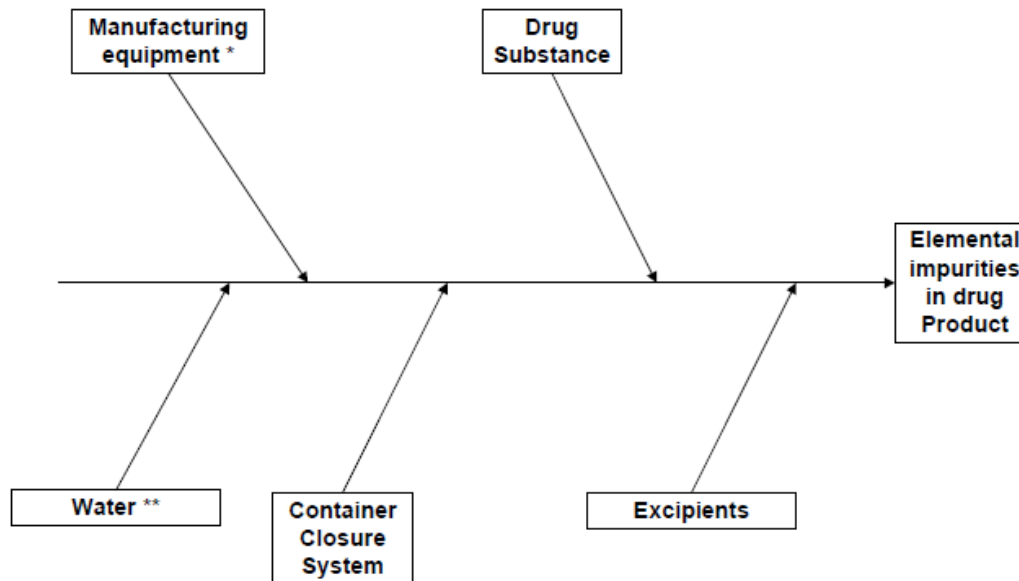 Manufacturing
equipment *
Drug
Substance
Elemental
impurities
in drug
Product
Water **
Container
Closure
System
Excipients